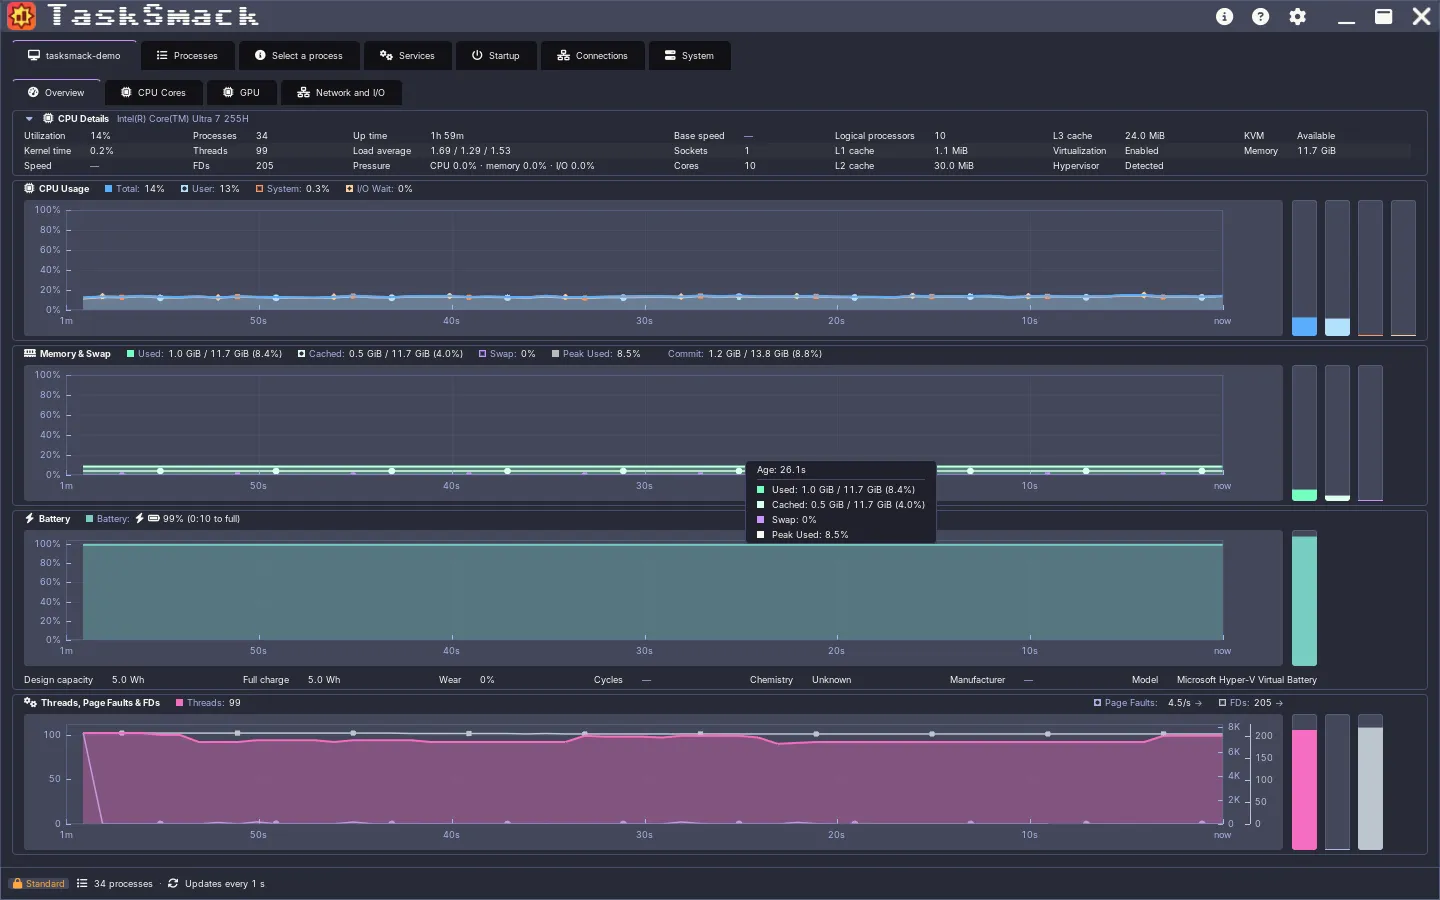 TaskSmack
tasksmack-demo Processes Select a process Services Startup Connections System
Overview CPU Cores GPU Network and I/O
CPU Details Intel(R) Core(TM) Ultra 7 255H
Utilization 14% Processes 34 Up time 1h 59m Base speed — Logical processors 10 L3 cache 24.0 MiB KVM Available
Kernel time 0.2% Threads 99 Load average 1.69 / 1.29 / 1.53 Sockets 1 L1 cache 1.1 MiB Virtualization Enabled Memory 11.7 GiB
Speed — FDs 205 Pressure CPU 0.0% · memory 0.0% · I/O 0.0% Cores 10 L2 cache 30.0 MiB Hypervisor Detected
CPU Usage Total: 14% User: 13% System: 0.3% I/O Wait: 0%
100%
80%
60%
40%
20%
0%
1m 50s 40s 30s 20s 10s now
Memory & Swap Used: 1.0 GiB / 11.7 GiB (8.4%) Cached: 0.5 GiB / 11.7 GiB (4.0%) Swap: 0% Peak Used: 8.5% Commit: 1.2 GiB / 13.8 GiB (8.8%)
100%
80%
60%
40%
20%
0%
1m 50s 40s 30s 10s now
Age: 26.1s
Used: 1.0 GiB / 11.7 GiB (8.4%)
Cached: 0.5 GiB / 11.7 GiB (4.0%)
Swap: 0%
Peak Used: 8.5%
Battery Battery: 99% (0:10 to full)
100%
80%
60%
40%
20%
0%
1m 50s 40s 30s 20s 10s now
Design capacity 5.0 Wh Full charge 5.0 Wh Wear 0% Cycles — Chemistry Unknown Manufacturer — Model Microsoft Hyper-V Virtual Battery
Threads, Page Faults & FDs Threads: 99 Page Faults: 4.5/s → FDs: 205 →
100 8K 200
6K 150
50 4K 100
2K 50
0 0 0
1m 50s 40s 30s 20s 10s now
Standard 34 processes · Updates every 1 s